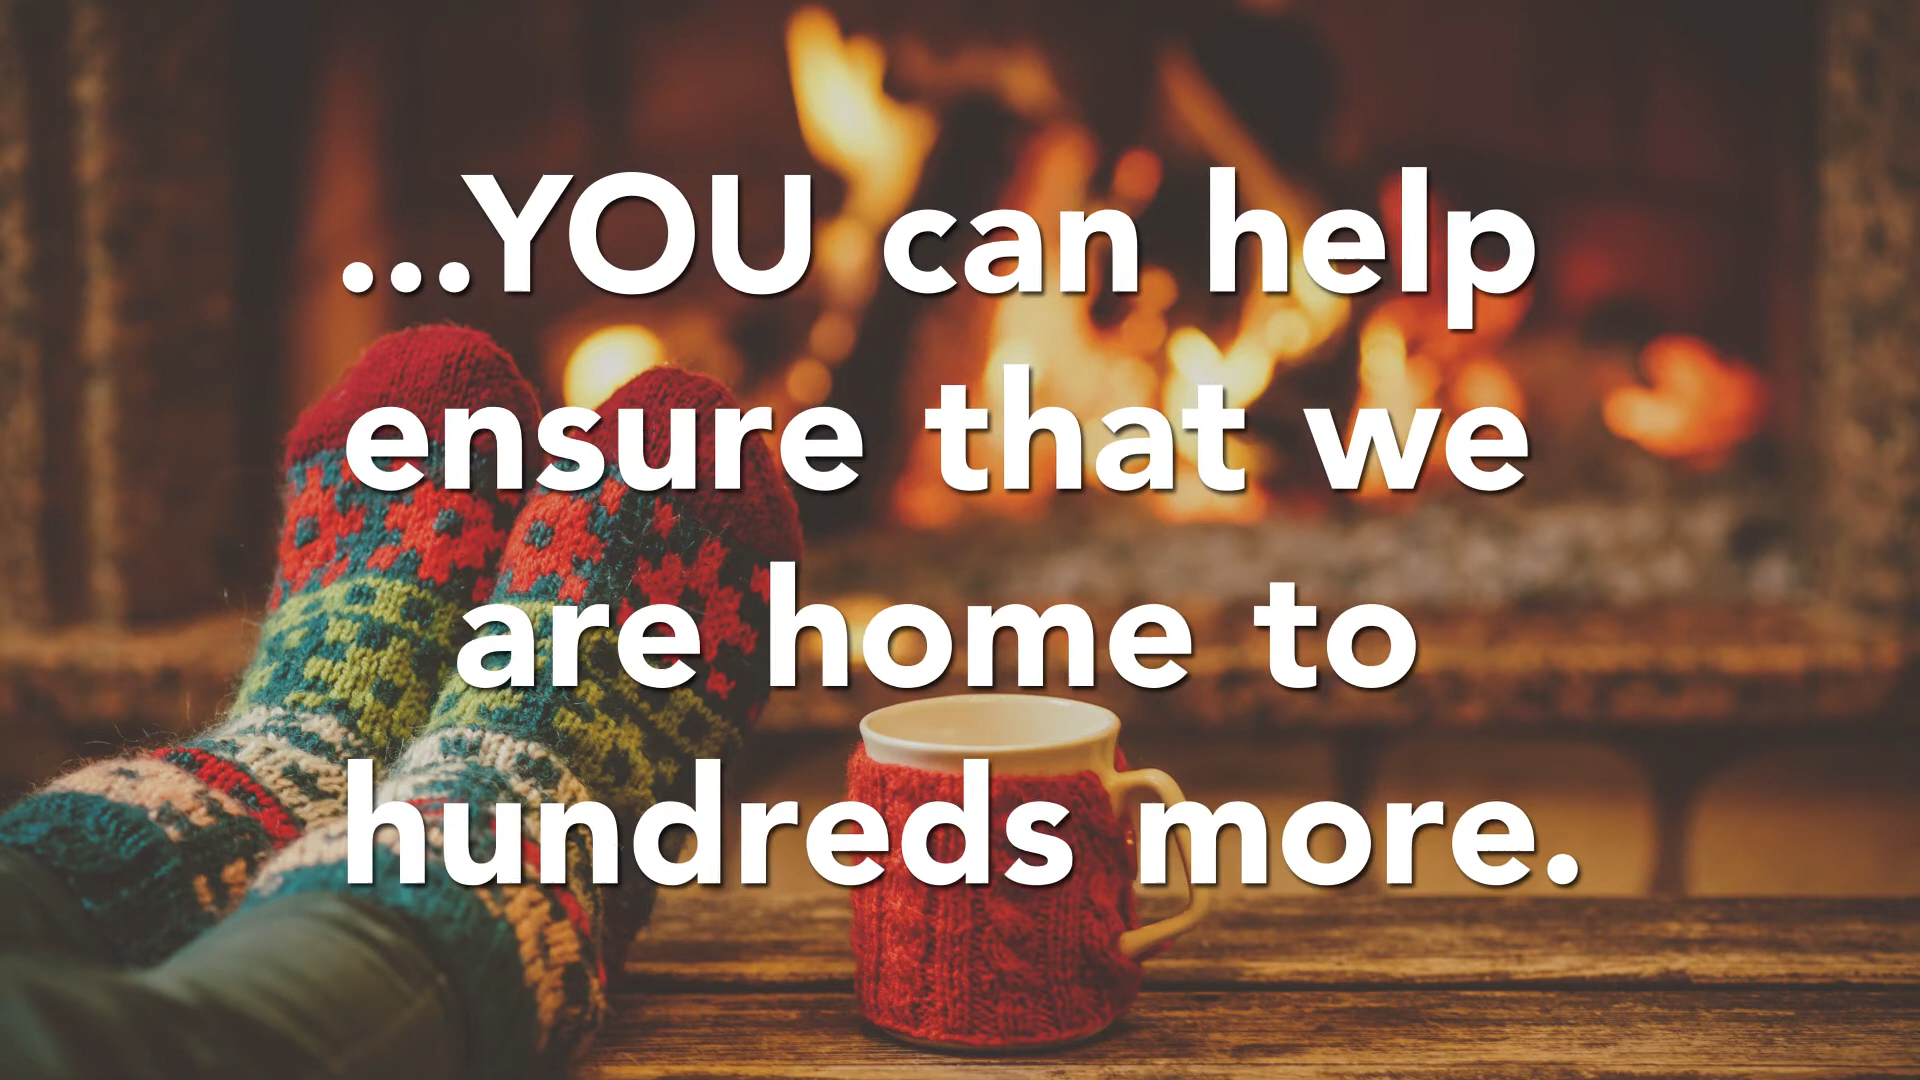 ...YOU can help
ensure that we
are home to
hundreds more.